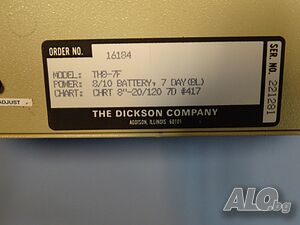 ORDER NO. 16184
MODEL: TH8-7F
POWER: 8/10 BATTERY, 7 DAY(BL)
CHART: CHRT 8"-20/120 7D #417
THE DICKSON COMPANY
ADDISON, ILLINOIS 60101
SER. NO. 221281
ADJUST
ALO.bg